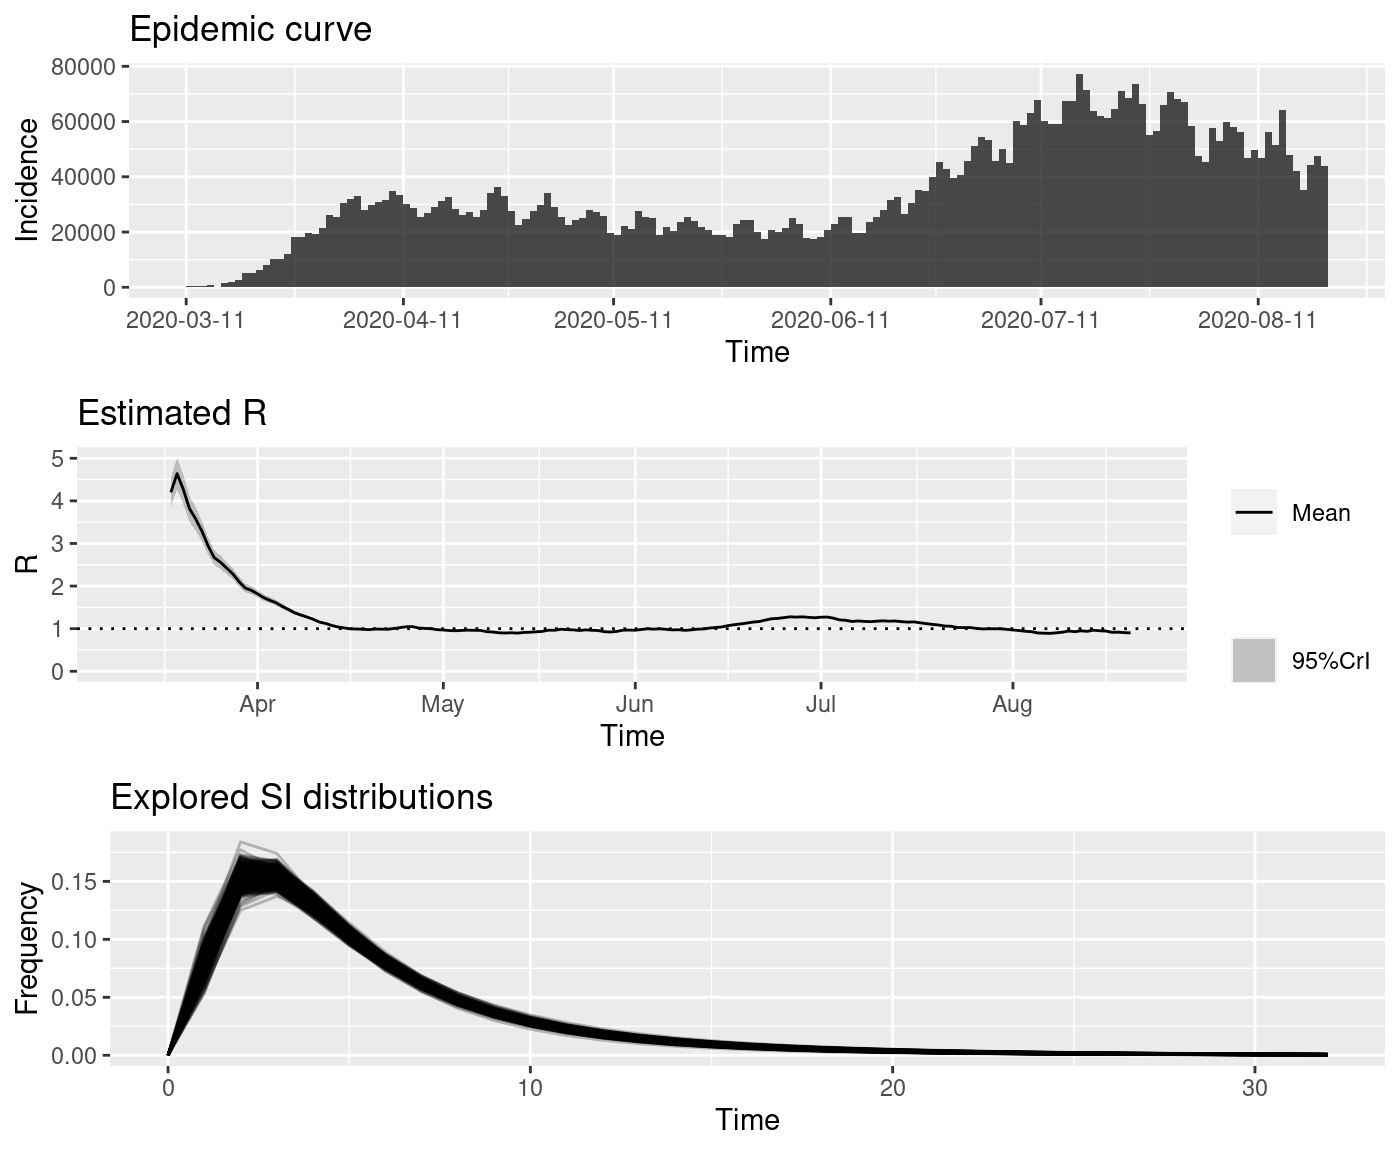 Epidemic curve
80000
60000
40000
20000
0
Incidence
2020-03-11 2020-04-11 2020-05-11 2020-06-11 2020-07-11 2020-08-11
Time
Estimated R
5
4
3
2
1
0
R
Apr May Jun Jul Aug
Time
Mean
95%CrI
Explored SI distributions
0.15
0.10
0.05
0.00
Frequency
0 10 20 30
Time